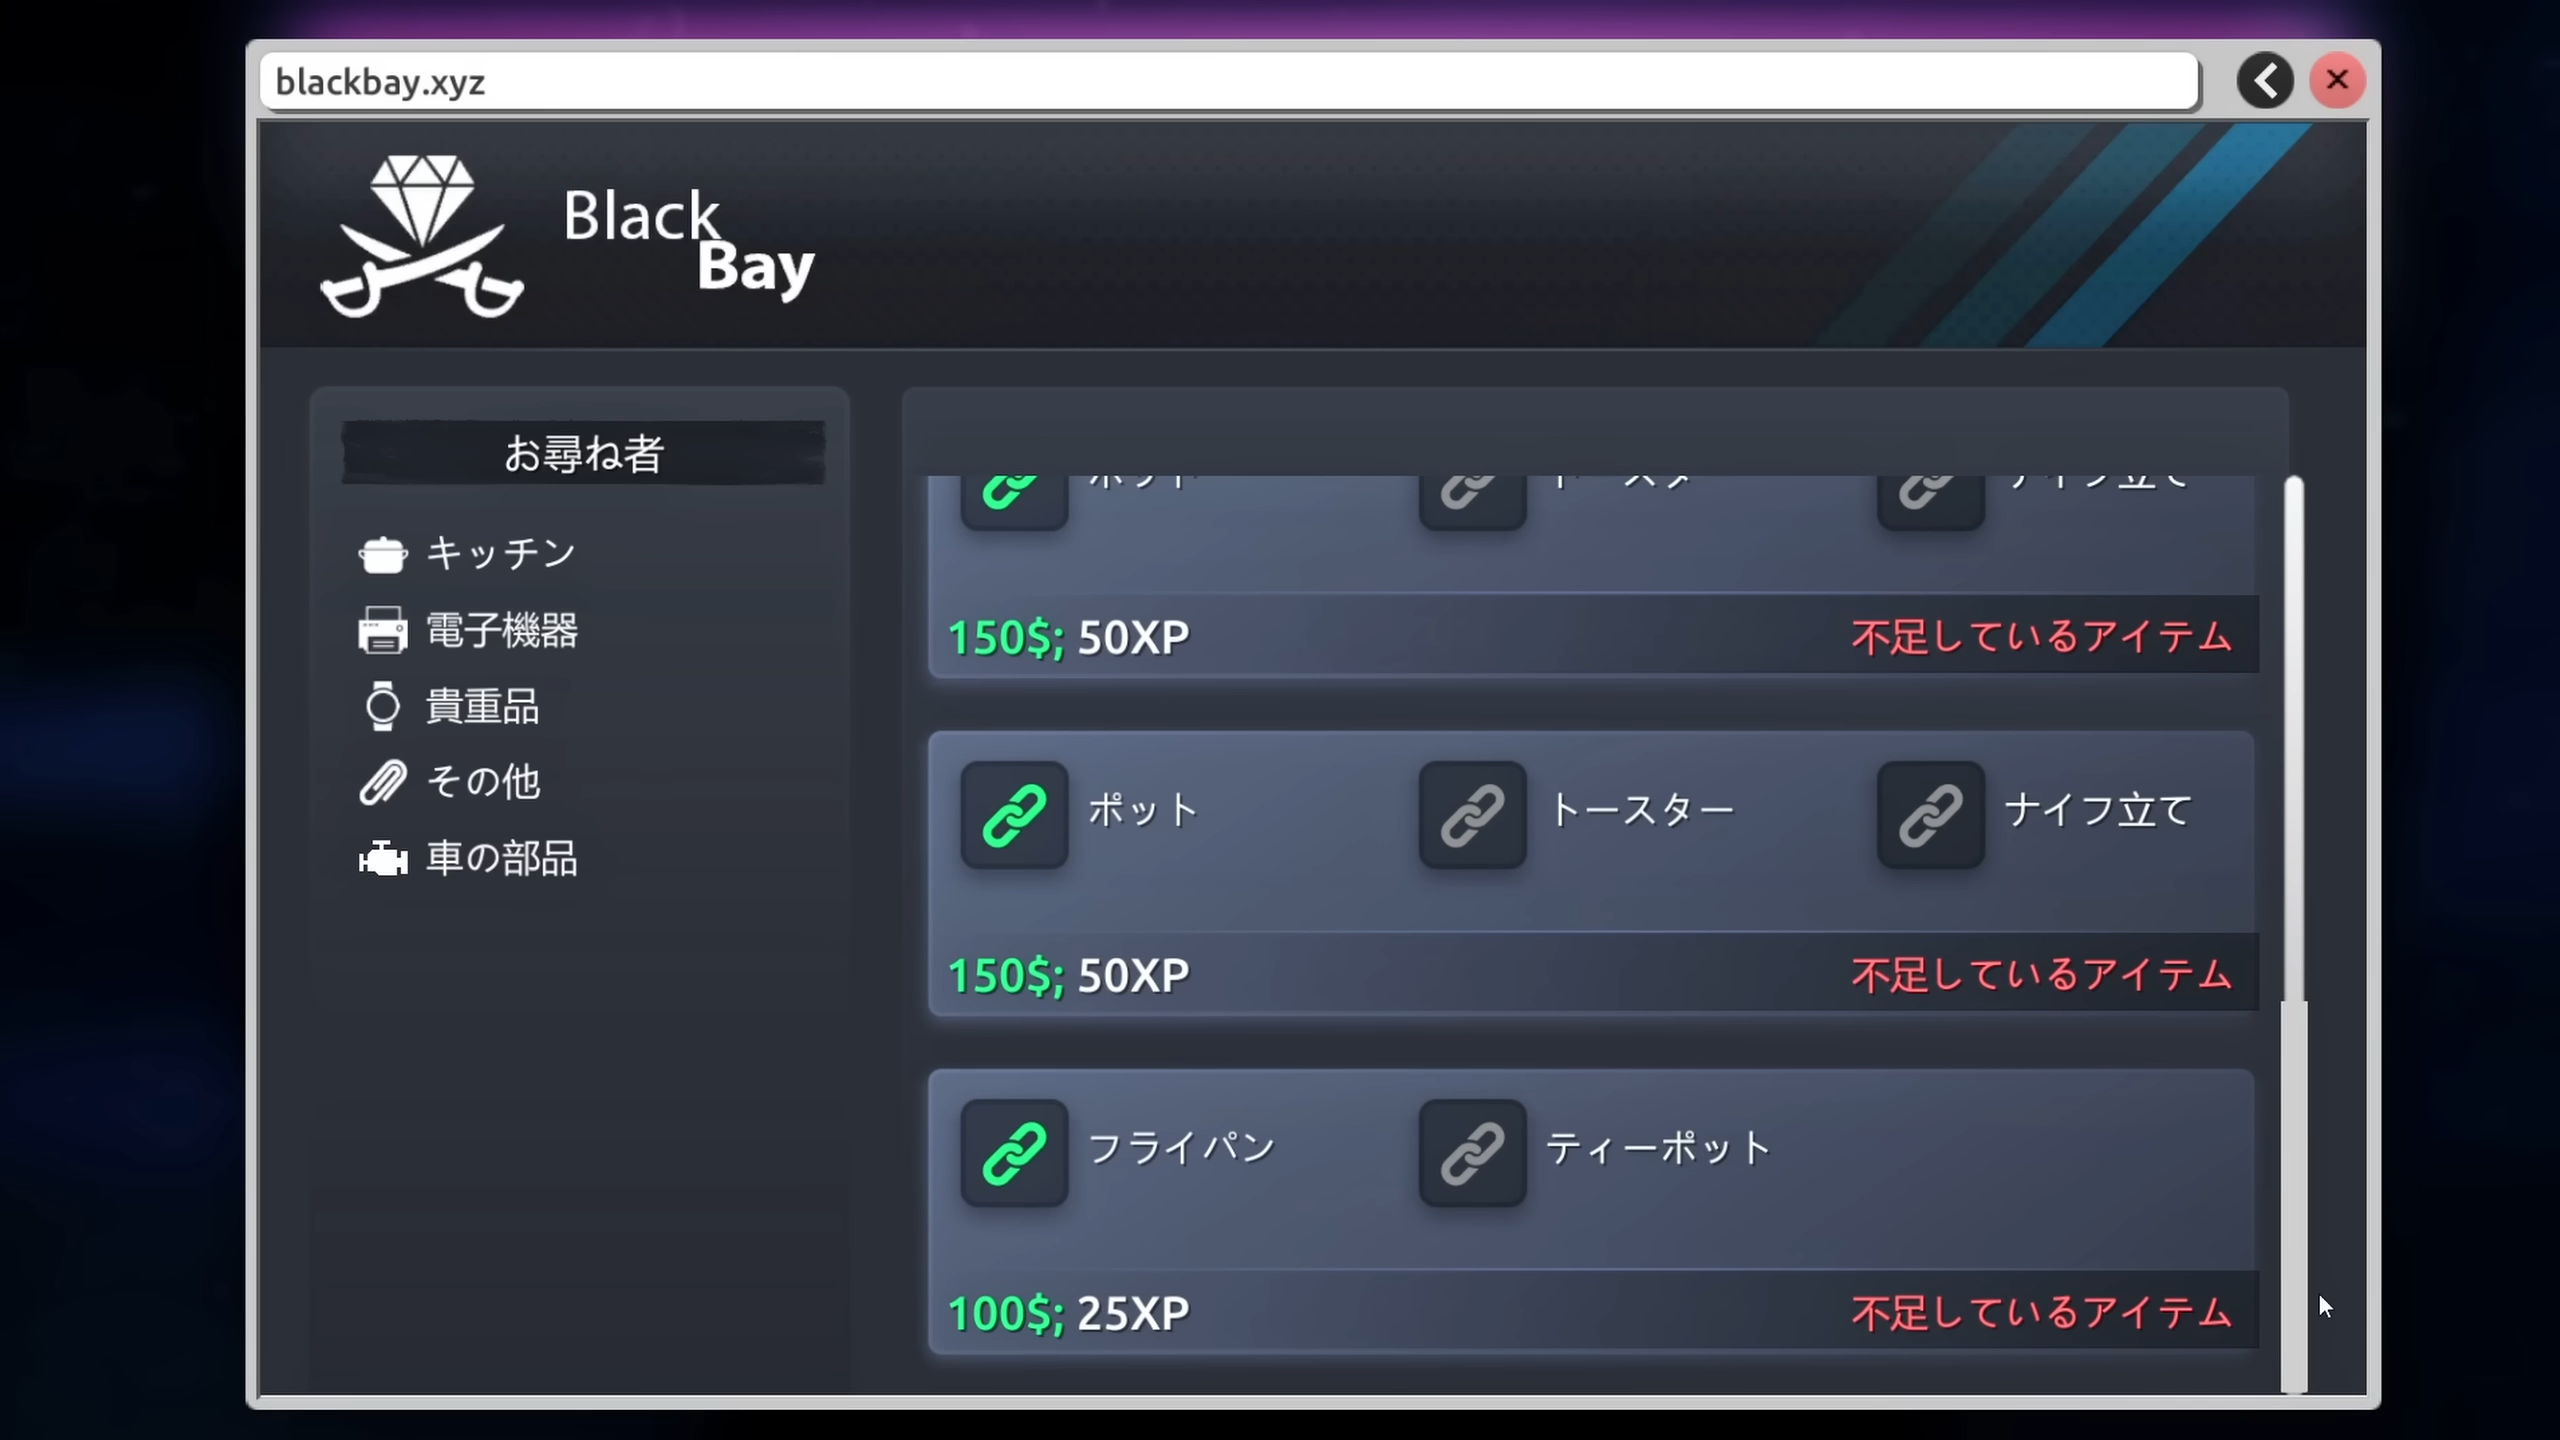 blackbay.xyz
Black
Bay
お尋ね者
キッチン
電子機器
貴重品
その他
車の部品
150$; 50XP 不足しているアイテム
ポット トースター ナイフ立て
150$; 50XP 不足しているアイテム
フライパン ティーポット
100$; 25XP 不足しているアイテム